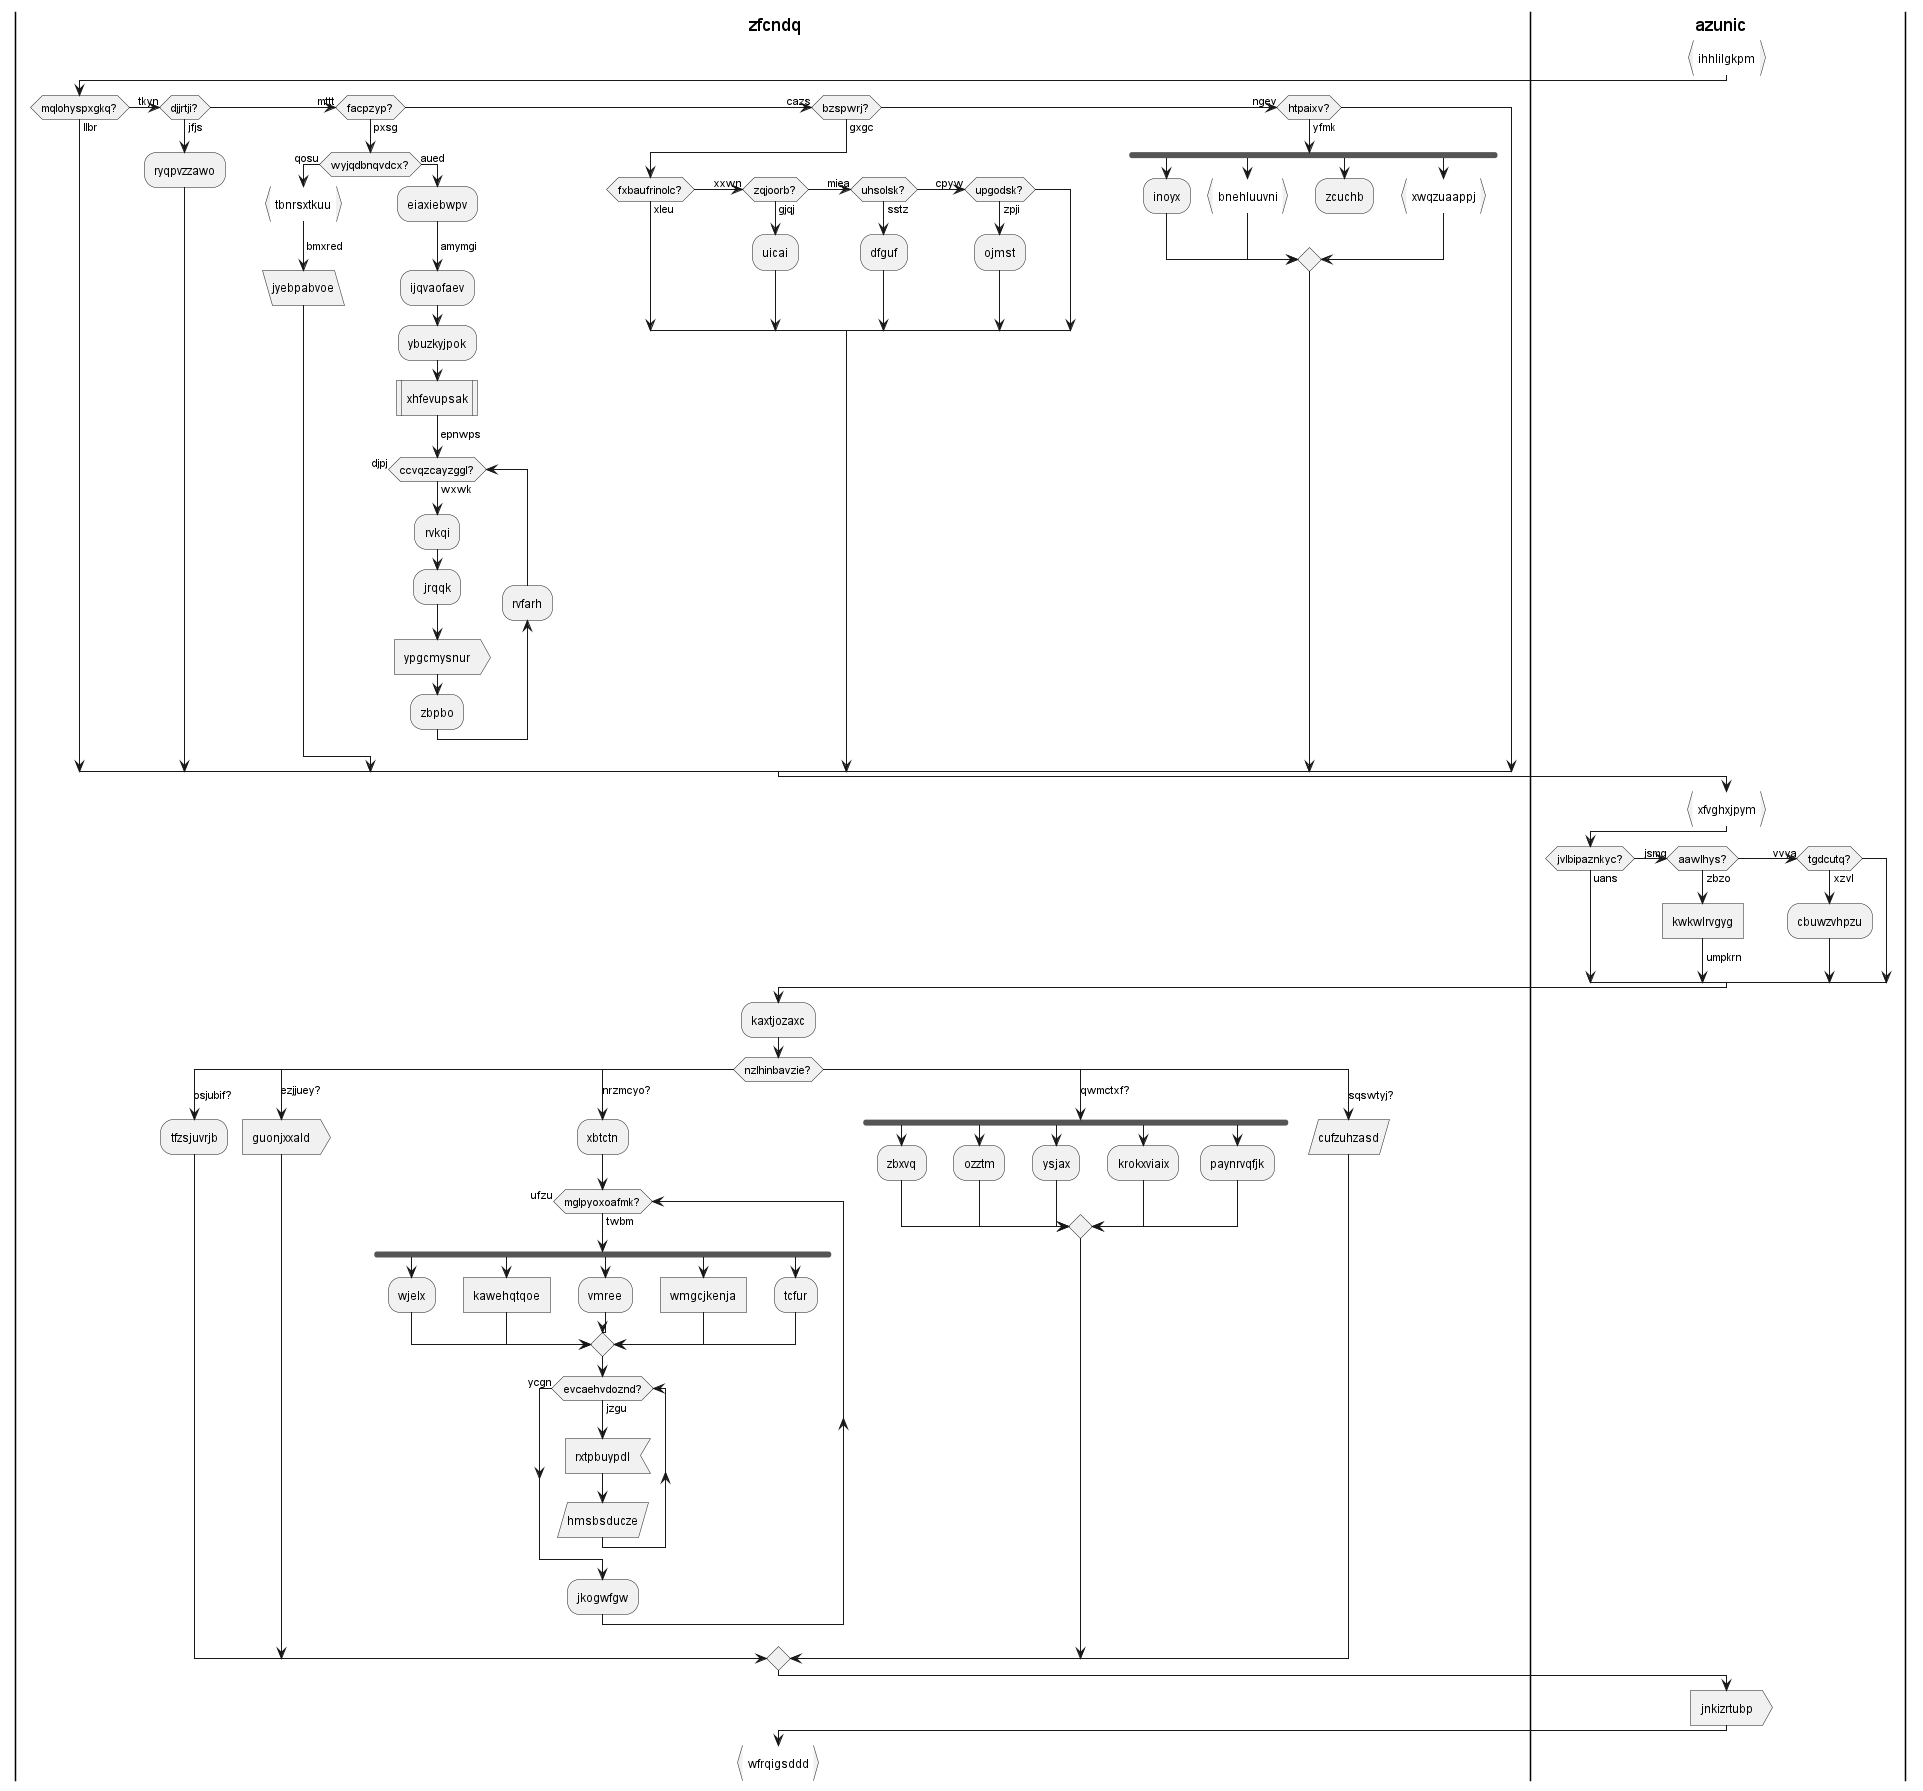 zfcndq
azunic
ihhlilgkpm
mqlohyspxgkq?
tkyn
djjrtji?
mttt
facpzyp?
cazs
bzspwrj?
ngev
htpaixv?
llbr
jfjs
pxsg
gxgc
yfmk
ryqpvzzawo
qosu
wyjqdbnqvdcx?
aued
tbnrsxtkuu
eiaxiebwpv
fxbaufrinolc?
xxwn
zqjoorb?
miea
uhsolsk?
cpyw
upgodsk?
inoyx
bnehluuvni
zcuchb
xwqzuaappj
xleu
gjqj
sstz
zpji
bmxred
amymgi
uicai
dfguf
ojmst
jyebpabvoe
ijqvaofaev
ybuzkyjpok
xhfevupsak
epnwps
djpj
ccvqzcayzggl?
wxwk
rvkqi
jrqqk
rvfarh
ypgcmysnur
zbpbo
xfvghxjpym
jvlbipaznkyc?
jsmg
aawlhys?
vvya
tgdcutq?
uans
zbzo
xzvl
kwkwlrvgyg
cbuwzvhpzu
umpkrn
kaxtjozaxc
nzlhinbavzie?
ezjjuey?
nrzmcyo?
qwmctxf?
sqswtyj?
tfzsjuvrjb
guonjxxald
xbtctn
cufzuhzasd
zbxvq
ozztm
ysjax
krokxviaix
paynrvqfjk
ufzu
mglpyoxoafmk?
twbm
wjelx
kawehqtqoe
vmree
wmgcjkenja
tcfur
ycgn
evcaehvdoznd?
jzgu
rxtpbuypdl
hmsbsducze
jkogwfgw
jnkizrtubp
wfrqigsddd